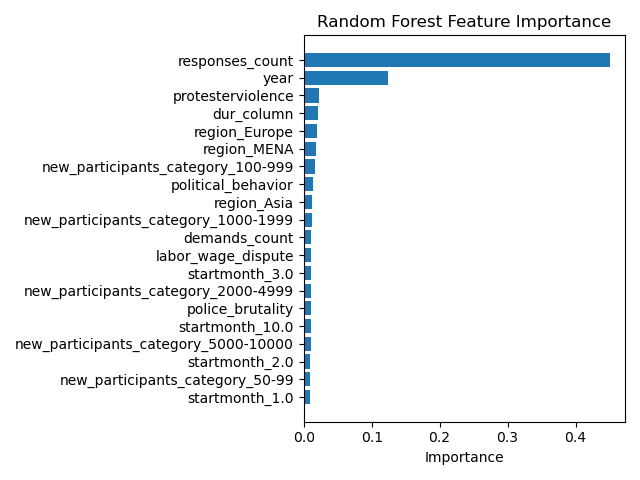 Random Forest Feature Importance
responses_count
year
protesterviolence
dur_column
region_Europe
region_MENA
new_participants_category_100-999
political_behavior
region_Asia
new_participants_category_1000-1999
demands_count
labor_wage_dispute
startmonth_3.0
new_participants_category_2000-4999
police_brutality
startmonth_10.0
new_participants_category_5000-10000
startmonth_2.0
new_participants_category_50-99
startmonth_1.0
0.0 0.1 0.2 0.3 0.4
Importance